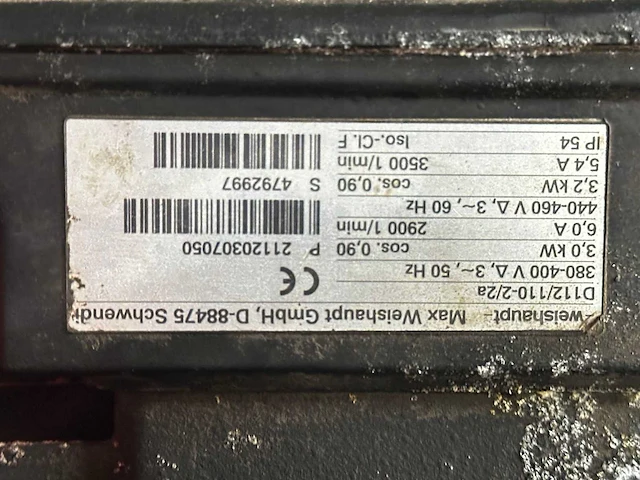 -weishaupt- Max Weishaupt GmbH, D-88475 Schwendi
D112/110-2/2a
380-400 V Δ, 3~, 50 Hz
3,0 kW cos. 0,90
6,0 A 2900 1/min
440-460 V Δ, 3~, 60 Hz
3,2 kW cos. 0,90
5,4 A 3500 1/min
IP 54 Iso.-Cl. F
CE
P 21120307050
S 4792997